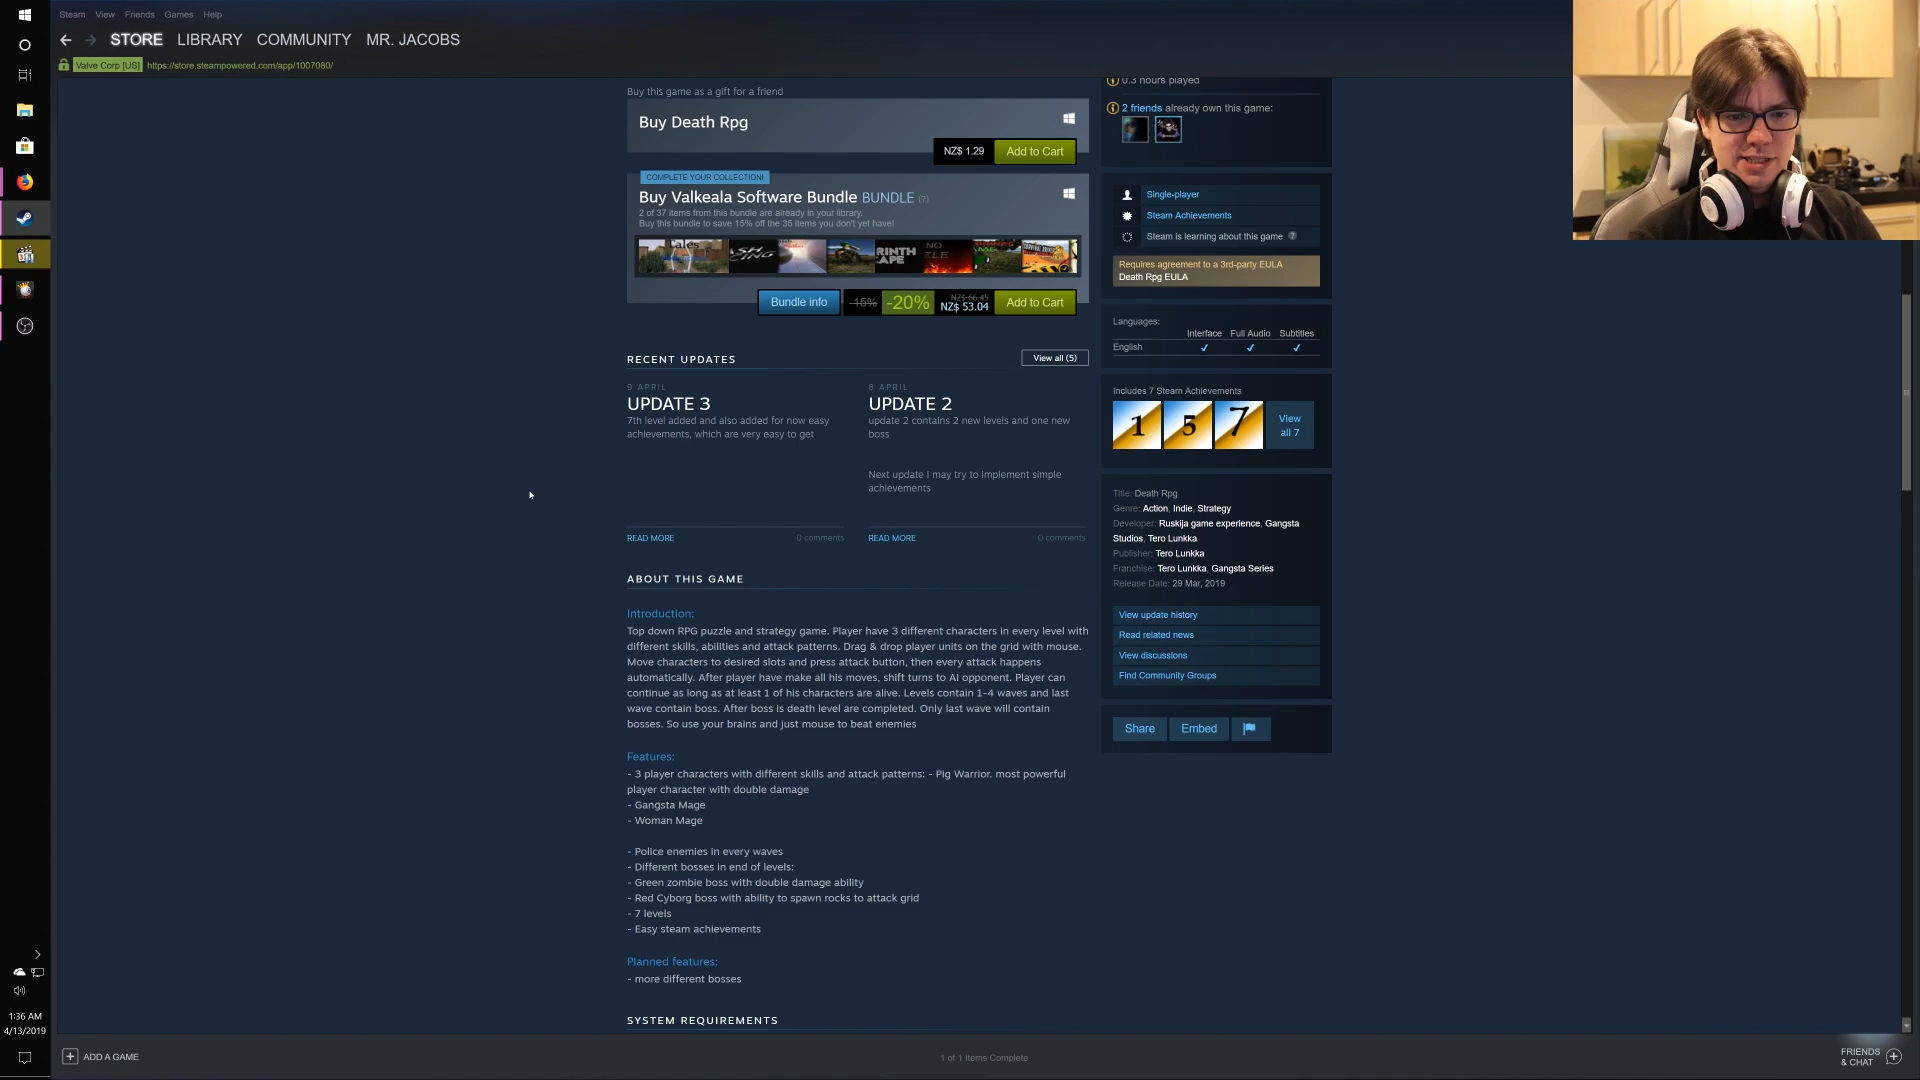 Steam View Friends Games Help
STORE LIBRARY COMMUNITY MR. JACOBS
Valve Corp [US] https://store.steampowered.com/app/1007080/
Buy this game as a gift for a friend
Buy Death Rpg
NZ$ 1.29 Add to Cart
COMPLETE YOUR COLLECTION!
Buy Valkeala Software Bundle BUNDLE (?)
2 of 37 items from this bundle are already in your library.
Buy this bundle to save 15% off the 35 items you don't yet have!
Tales
Bundle info -15% -20% NZ$ 66.45 NZ$ 53.04 Add to Cart
RECENT UPDATES View all (5)
9 APRIL
UPDATE 3
7th level added and also added for now easy
achievements, which are very easy to get
READ MORE 0 comments
8 APRIL
UPDATE 2
update 2 contains 2 new levels and one new
boss
Next update I may try to implement simple
achievements
READ MORE 0 comments
ABOUT THIS GAME
Introduction:
Top down RPG puzzle and strategy game. Player have 3 different characters in every level with
different skills, abilities and attack patterns. Drag & drop player units on the grid with mouse.
Move characters to desired slots and press attack button, then every attack happens
automatically. After player have make all his moves, shift turns to AI opponent. Player can
continue as long as at least 1 of his characters are alive. Levels contain 1-4 waves and last
wave contain boss. After boss is death level are completed. Only last wave will contain
bosses. So use your brains and just mouse to beat enemies
Features:
- 3 player characters with different skills and attack patterns: - Pig Warrior. most powerful
player character with double damage
- Gangsta Mage
- Woman Mage
- Police enemies in every waves
- Different bosses in end of levels:
- Green zombie boss with double damage ability
- Red Cyborg boss with ability to spawn rocks to attack grid
- 7 levels
- Easy steam achievements
Planned features:
- more different bosses
SYSTEM REQUIREMENTS
0.3 hours played
2 friends already own this game:
Single-player
Steam Achievements
Steam is learning about this game ?
Requires agreement to a 3rd-party EULA
Death Rpg EULA
Languages:
Interface Full Audio Subtitles
English ✔ ✔ ✔
Includes 7 Steam Achievements
1 5 7 View
all 7
Title: Death Rpg
Genre: Action, Indie, Strategy
Developer: Ruskija game experience, Gangsta
Studios, Tero Lunkka
Publisher: Tero Lunkka
Franchise: Tero Lunkka, Gangsta Series
Release Date: 29 Mar, 2019
View update history
Read related news
View discussions
Find Community Groups
Share Embed
1:36 AM
4/13/2019
ADD A GAME
1 of 1 Items Complete
FRIENDS
& CHAT